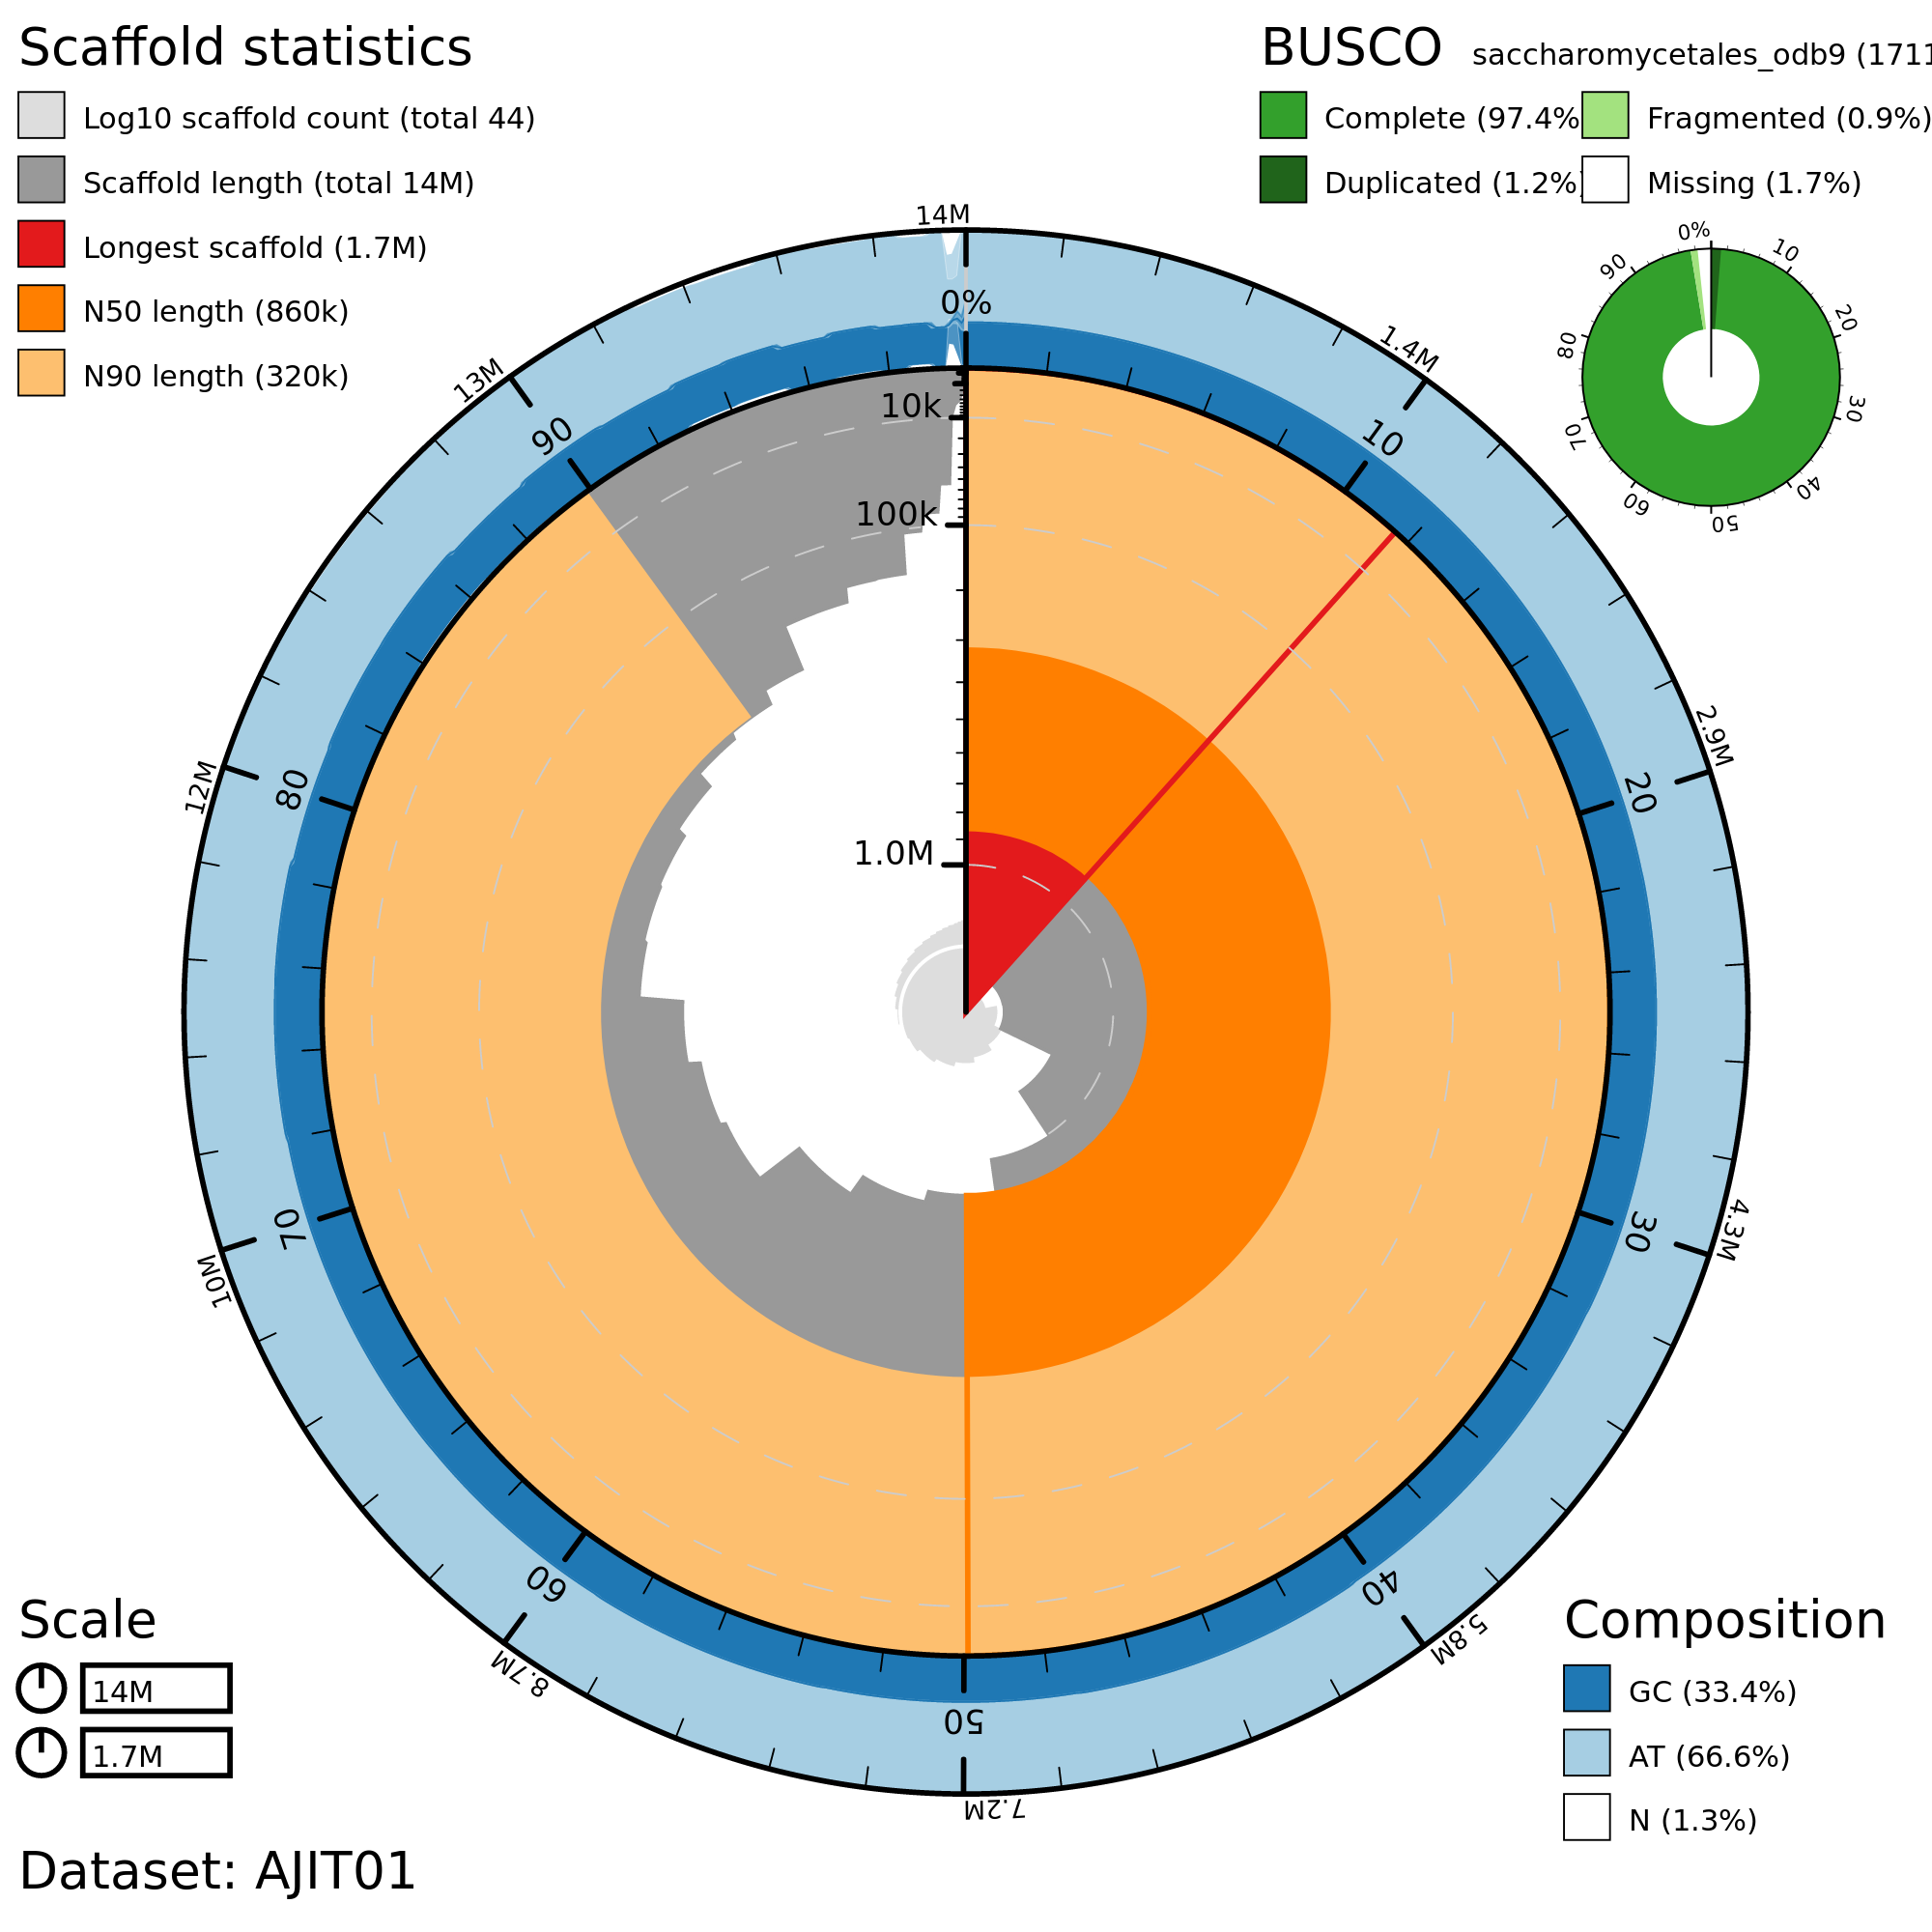 Scaffold statistics
Log10 scaffold count (total 44)
Scaffold length (total 14M)
Longest scaffold (1.7M)
N50 length (860k)
N90 length (320k)
BUSCO saccharomycetales_odb9 (1711
Complete (97.4%
Fragmented (0.9%)
Duplicated (1.2%)
Missing (1.7%)
0%
10
20
30
40
50
60
70
80
90
14M
1.4M
2.9M
4.3M
5.8M
7.2M
8.7M
10M
12M
13M
0%
10
20
30
40
50
60
70
80
90
10k
100k
1.0M
Scale
14M
1.7M
Composition
GC (33.4%)
AT (66.6%)
N (1.3%)
Dataset: AJIT01